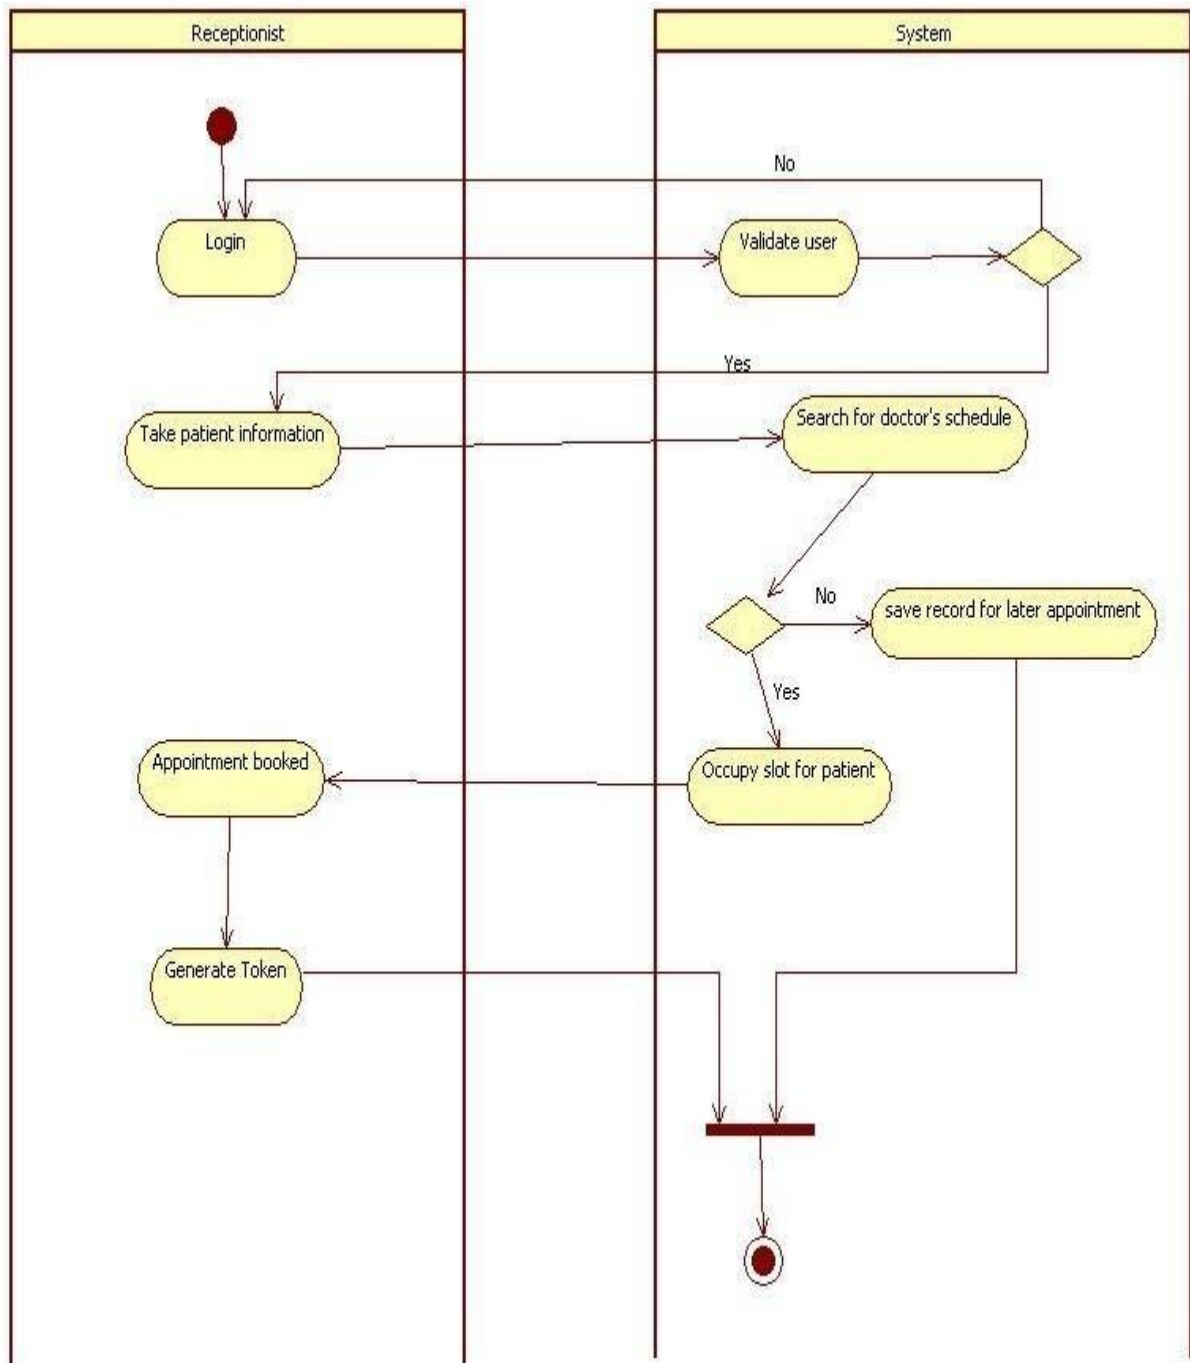 Receptionist
System
No
Login
Validate user
Yes
Take patient information
Search for doctor's schedule
No
save record for later appointment
Yes
Appointment booked
Occupy slot for patient
Generate Token